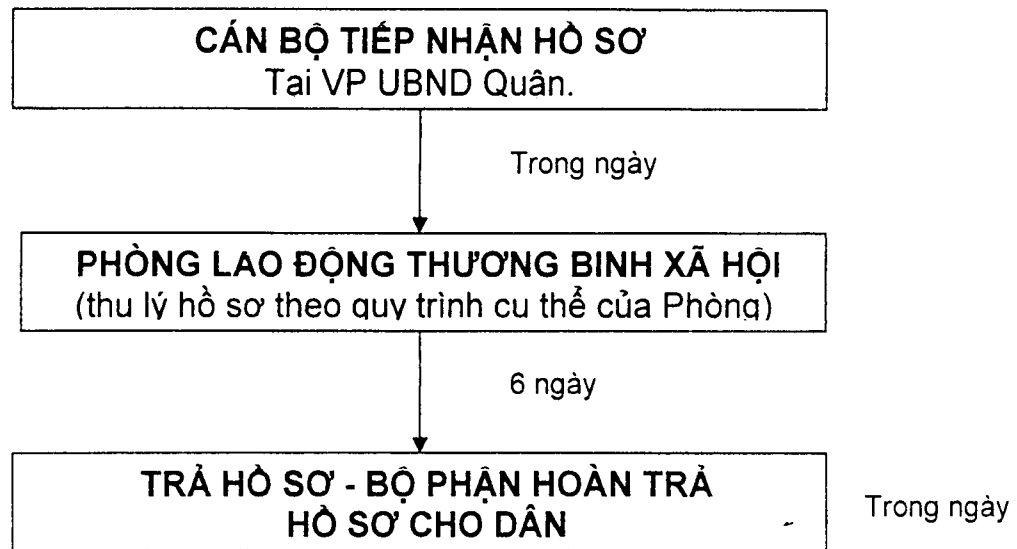 CÁN BỘ TIẾP NHẬN HỒ SƠ
Tai VP UBND Quân.
Trong ngày
PHÒNG LAO ĐỘNG THƯƠNG BINH XÃ HỘI
(thu lý hồ sơ theo quy trình cu thể của Phòng)
6 ngày
TRẢ HỒ SƠ - BỘ PHẬN HOÀN TRẢ
HỒ SƠ CHO DÂN
Trong ngày